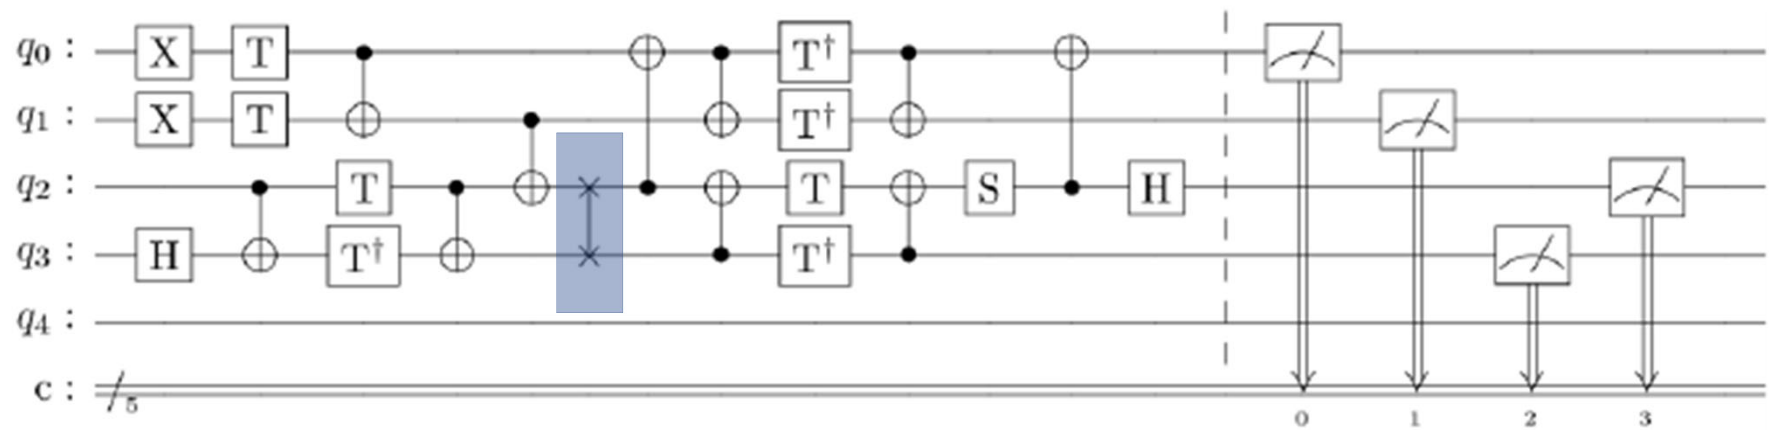 q0 : X T T† 
q1 : X T T†
q2 : T T S H
q3 : H T† T†
q4 :
c : 5 0 1 2 3